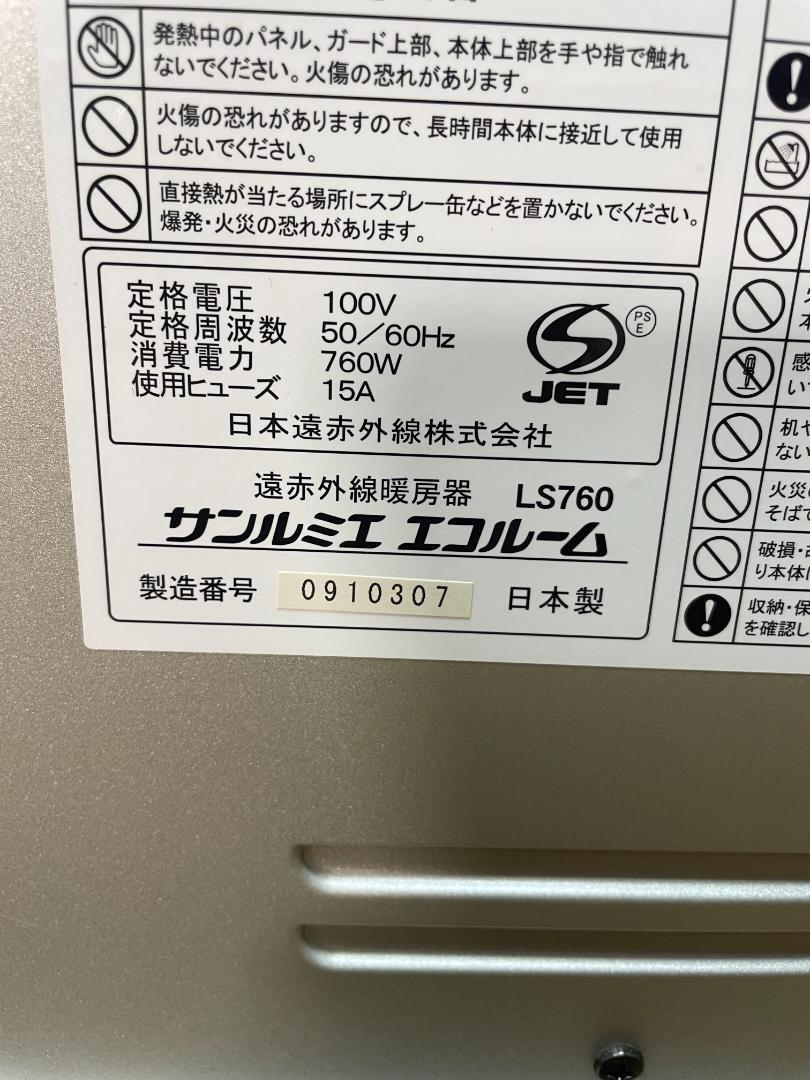 発熱中のパネル、ガード上部、本体上部を手や指で触れ
ないでください。火傷の恐れがあります。
火傷の恐れがありますので、長時間本体に接近して使用
しないでください。
直接熱が当たる場所にスプレー缶などを置かないでください。
爆発・火災の恐れがあります。
定格電圧 100V
定格周波数 50/60Hz
消費電力 760W
使用ヒューズ 15A
JET
PS
E
日本遠赤外線株式会社
遠赤外線暖房器 LS760
サンルミエ エコルーム
製造番号 0910307 日本製
感
い
机や
ない
火災の
そばで
破損・改
り本体
収納・保
を確認し